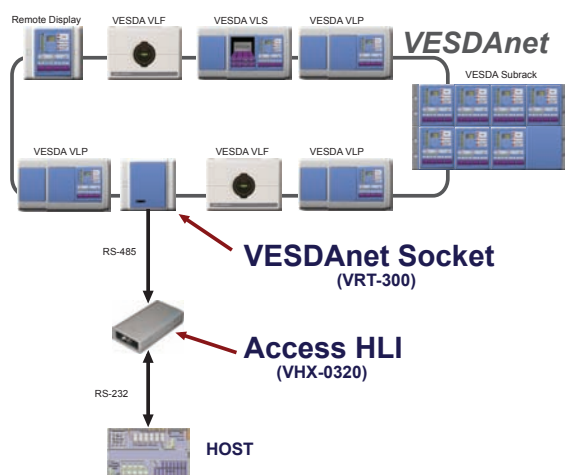 Remote Display
VESDA VLF
VESDA VLS
VESDA VLP
VESDAnet
VESDA Subrack
VESDA VLP
VESDA VLF
VESDA VLP
RS-485
VESDAnet Socket
(VRT-300)
Access HLI
(VHX-0320)
RS-232
HOST